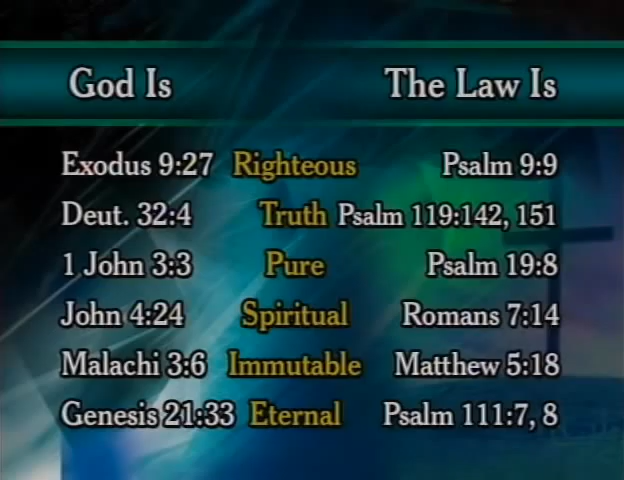 God Is The Law Is
Exodus 9:27 Righteous Psalm 9:9
Deut. 32:4 Truth Psalm 119:142, 151
1 John 3:3 Pure Psalm 19:8
John 4:24 Spiritual Romans 7:14
Malachi 3:6 Immutable Matthew 5:18
Genesis 21:33 Eternal Psalm 111:7, 8